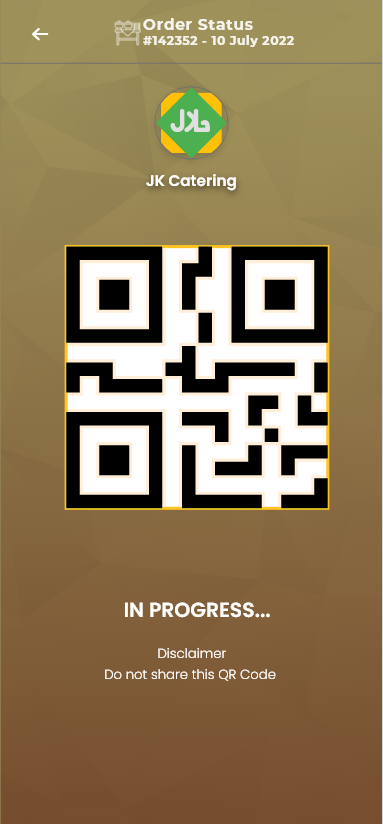 Order Status
#142352 - 10 July 2022
JK Catering
IN PROGRESS...
Disclaimer
Do not share this QR Code